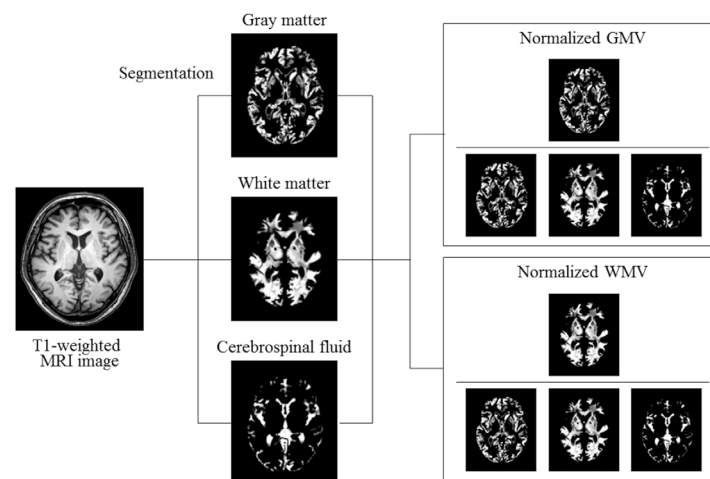 Gray matter
Segmentation
White matter
T1-weighted
MRI image
Cerebrospinal fluid
Normalized GMV
Normalized WMV